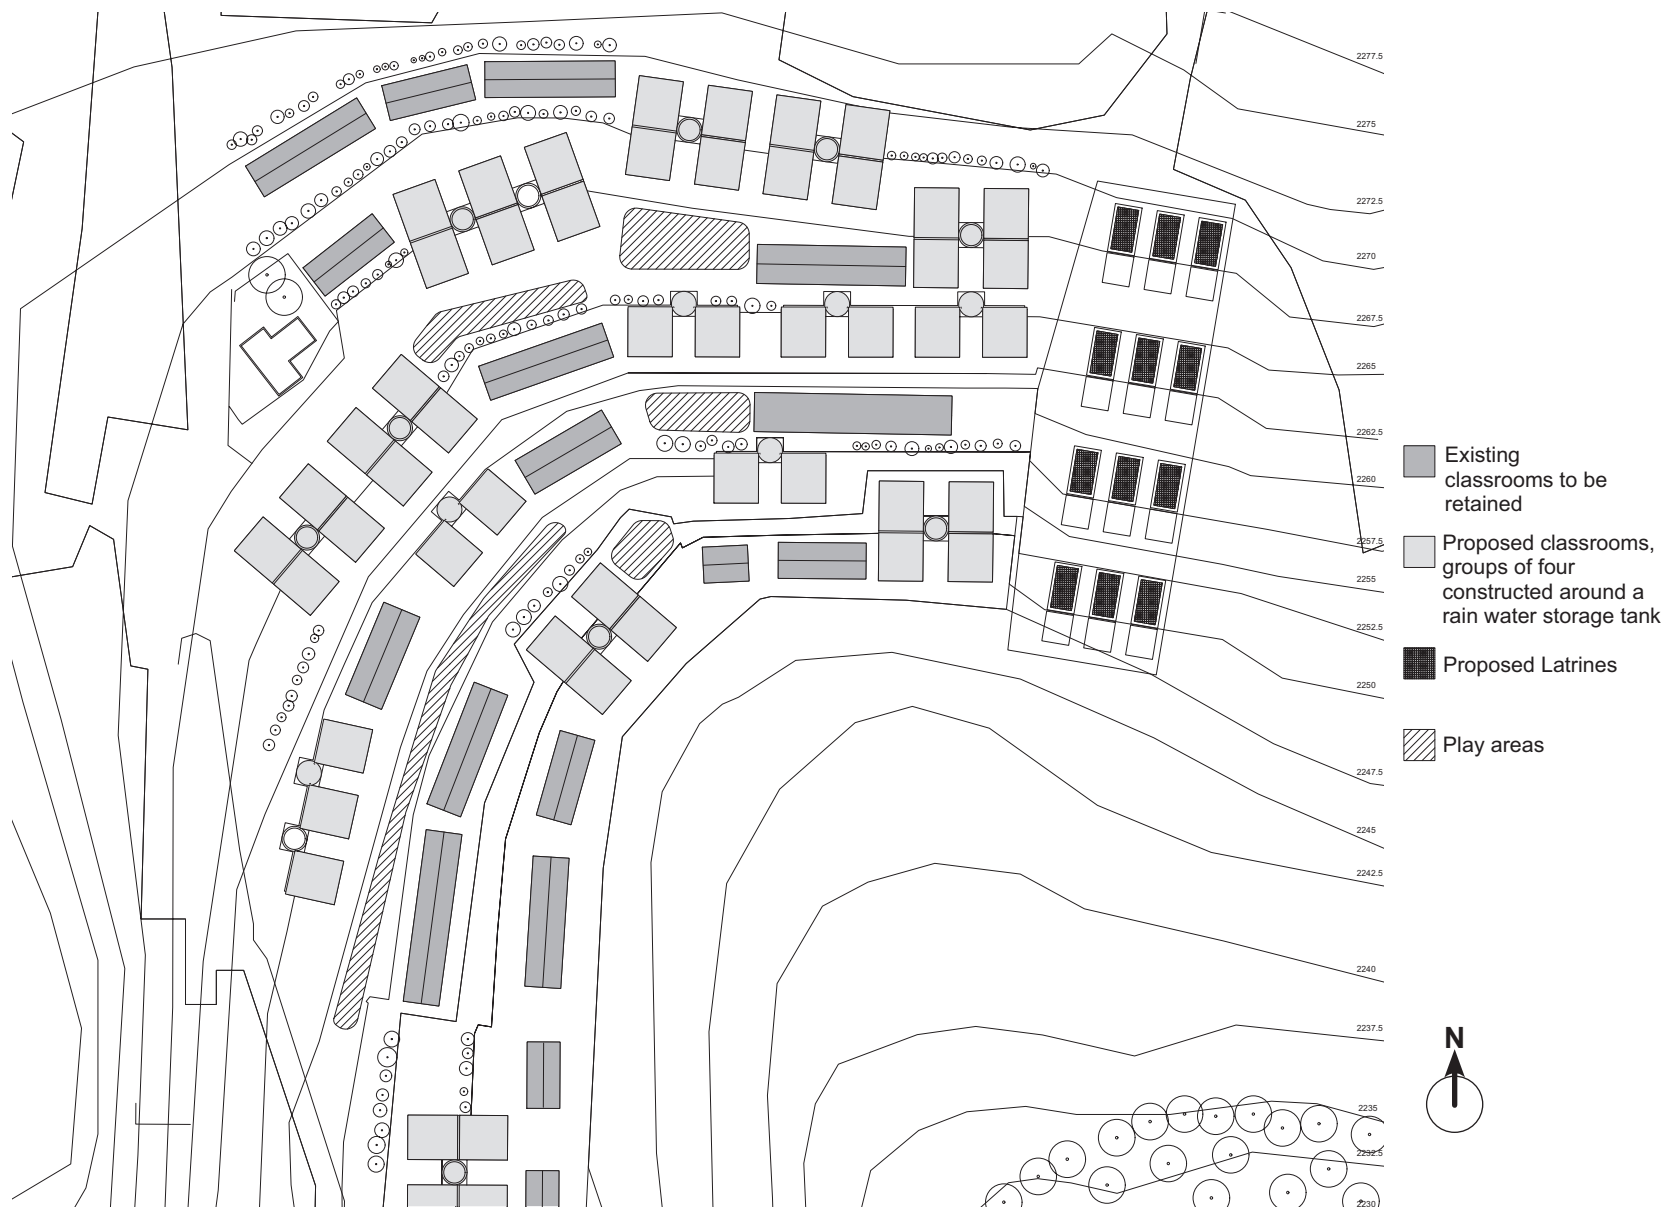 2277.5
2275
2272.5
2270
2267.5
2265
2262.5
2260
2257.5
2255
2252.5
2250
2247.5
2245
2242.5
2240
2237.5
2235
2232.5
2230
Existing
classrooms to be
retained
Proposed classrooms,
groups of four
constructed around a
rain water storage tank
Proposed Latrines
Play areas
N